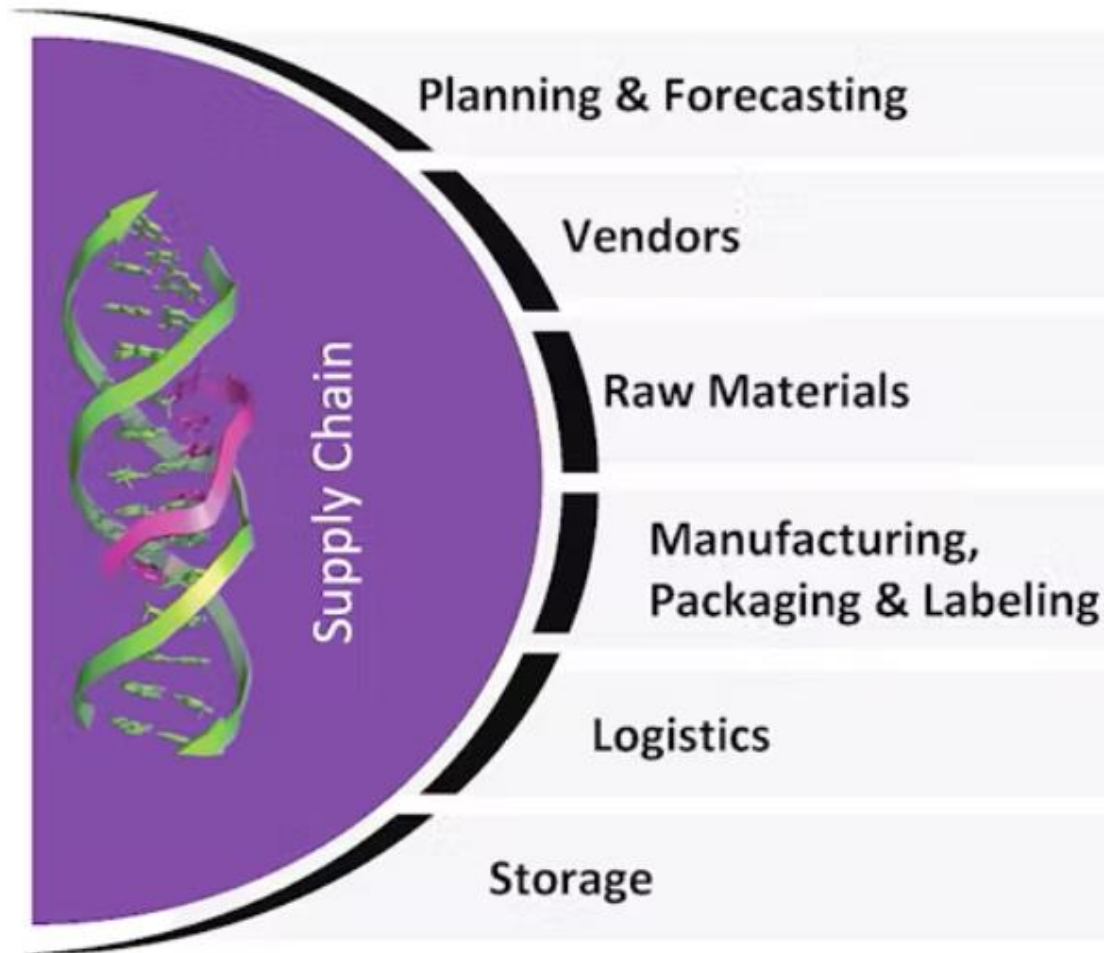 Planning & Forecasting
Vendors
Raw Materials
Supply Chain
Manufacturing,
Packaging & Labeling
Logistics
Storage